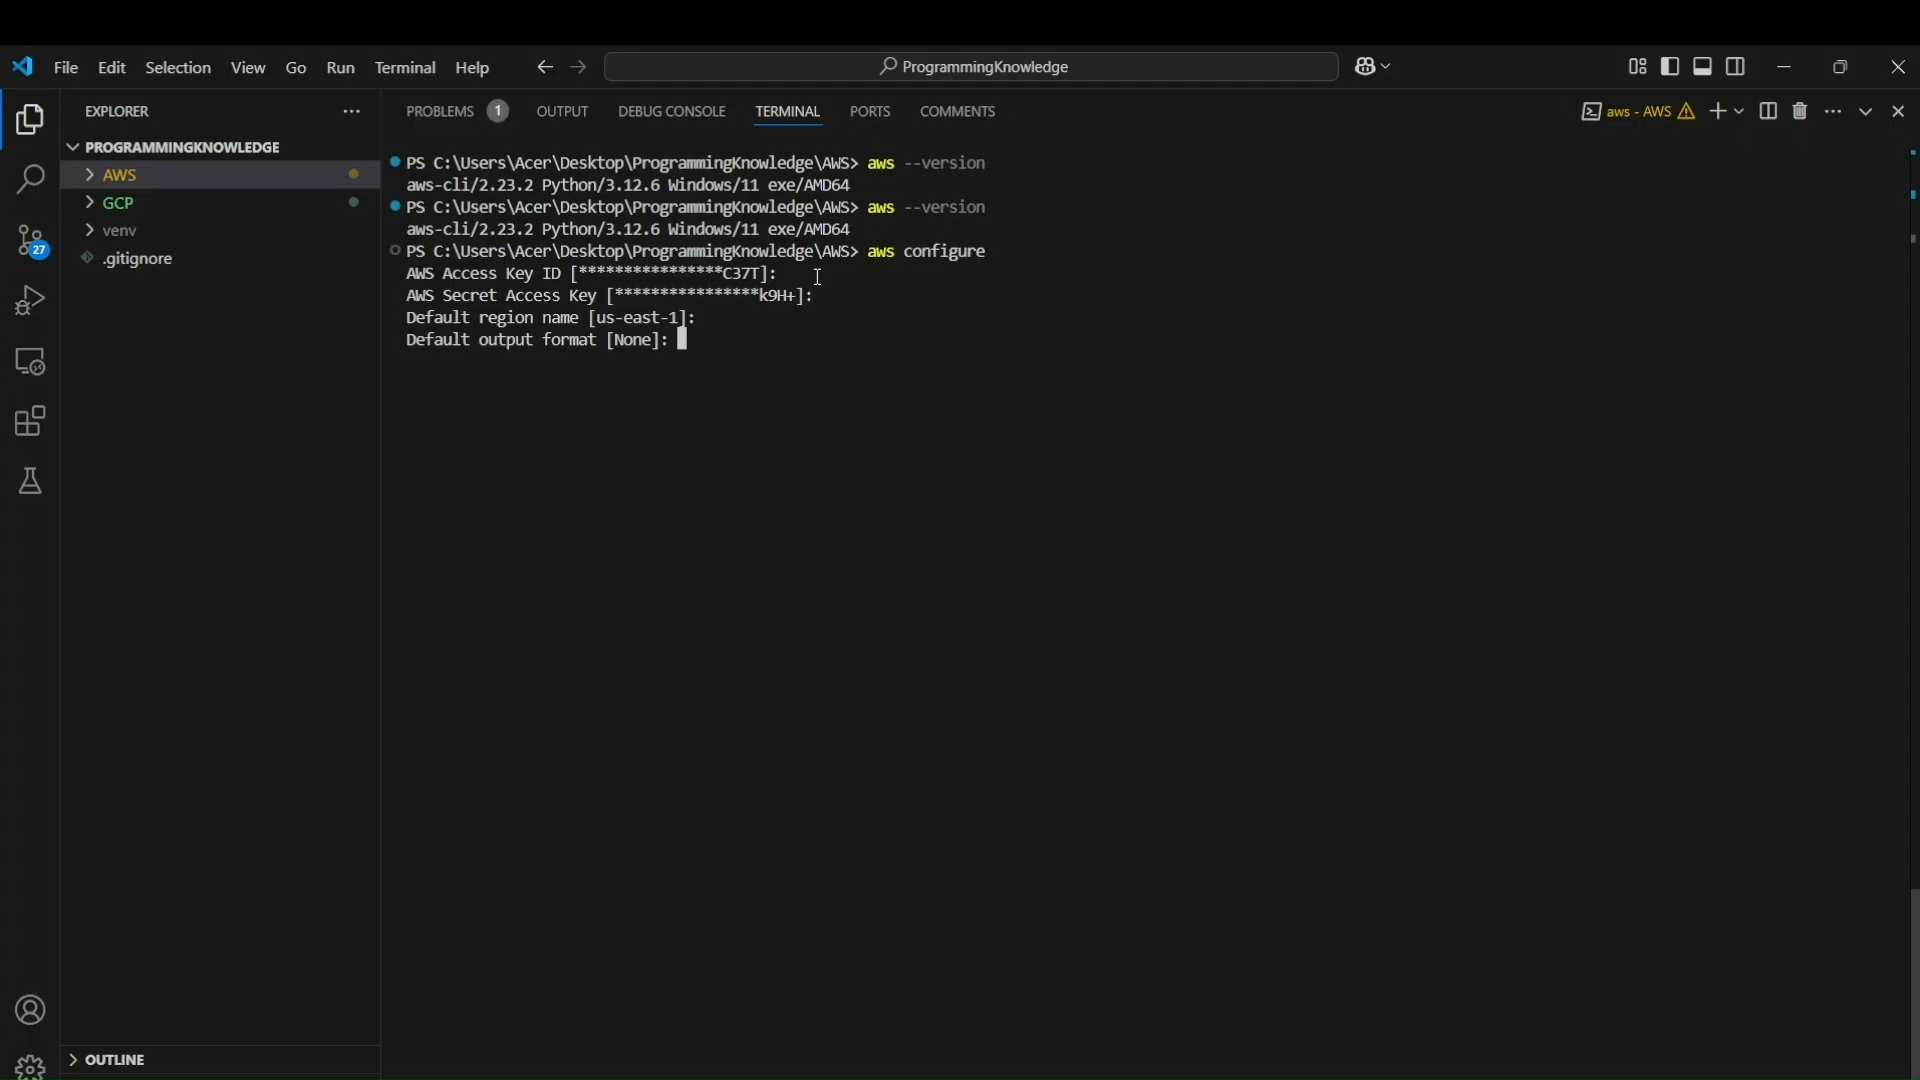 File Edit Selection View Go Run Terminal Help
ProgrammingKnowledge
EXPLORER
PROGRAMMINGKNOWLEDGE
AWS
GCP
venv
.gitignore
27
OUTLINE
PROBLEMS 1 OUTPUT DEBUG CONSOLE TERMINAL PORTS COMMENTS
aws - AWS
PS C:\Users\Acer\Desktop\ProgrammingKnowledge\AWS> aws --version
aws-cli/2.23.2 Python/3.12.6 Windows/11 exe/AMD64
PS C:\Users\Acer\Desktop\ProgrammingKnowledge\AWS> aws --version
aws-cli/2.23.2 Python/3.12.6 Windows/11 exe/AMD64
PS C:\Users\Acer\Desktop\ProgrammingKnowledge\AWS> aws configure
AWS Access Key ID [****************C37T]:
AWS Secret Access Key [****************k9H+]:
Default region name [us-east-1]:
Default output format [None]: